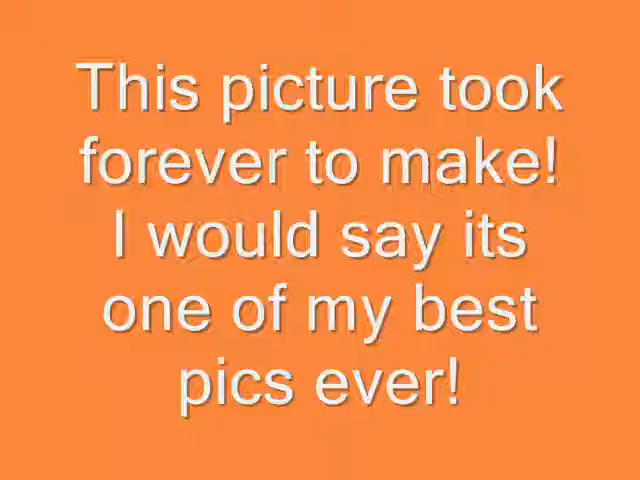 This picture took
forever to make!
I would say its
one of my best
pics ever!